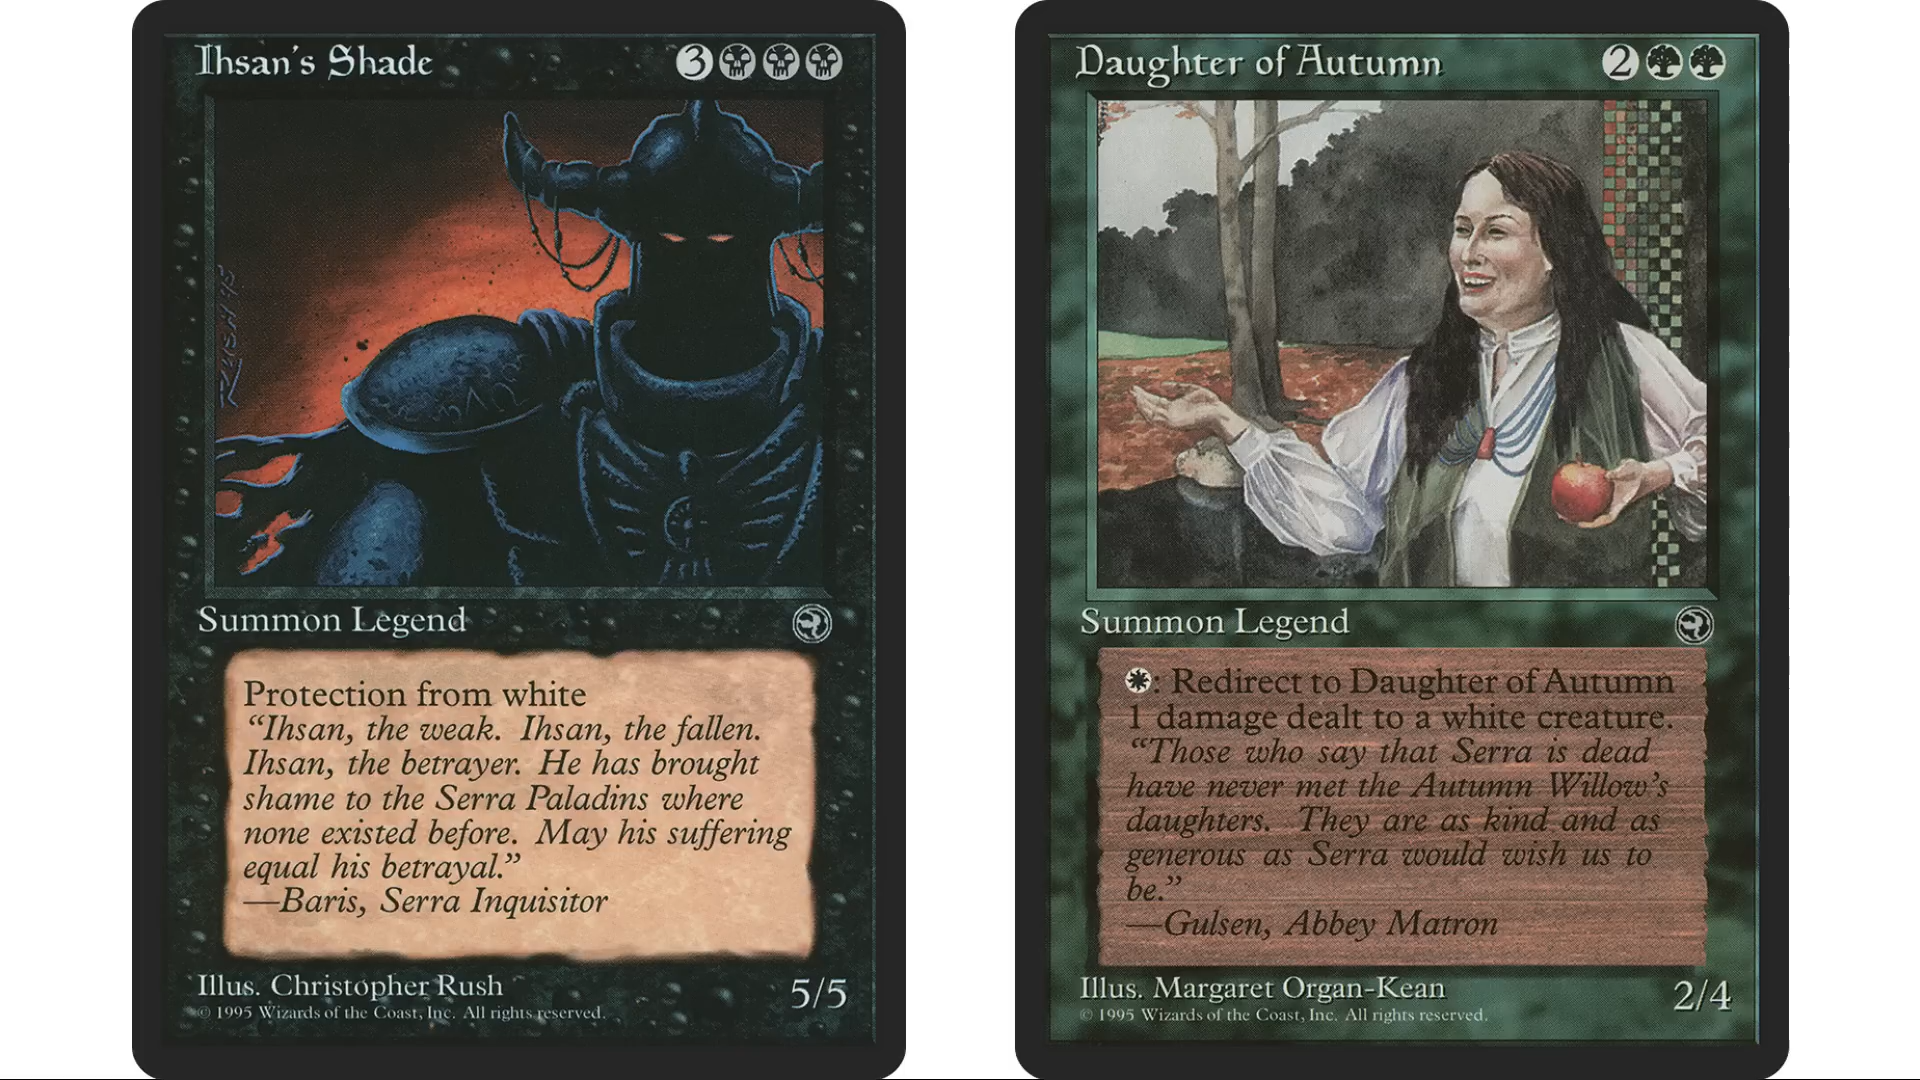 Ihsan's Shade
3
Summon Legend
Protection from white
"Ihsan, the weak.  Ihsan, the fallen.
Ihsan, the betrayer.  He has brought
shame to the Serra Paladins where
none existed before.  May his suffering
equal his betrayal."
—Baris, Serra Inquisitor
Illus. Christopher Rush
5/5
© 1995 Wizards of the Coast, Inc. All rights reserved.
Daughter of Autumn
2
Summon Legend
: Redirect to Daughter of Autumn
1 damage dealt to a white creature.
"Those who say that Serra is dead
have never met the Autumn Willow's
daughters.  They are as kind and as
generous as Serra would wish us to
be."
—Gulsen, Abbey Matron
Illus. Margaret Organ-Kean
2/4
© 1995 Wizards of the Coast, Inc. All rights reserved.